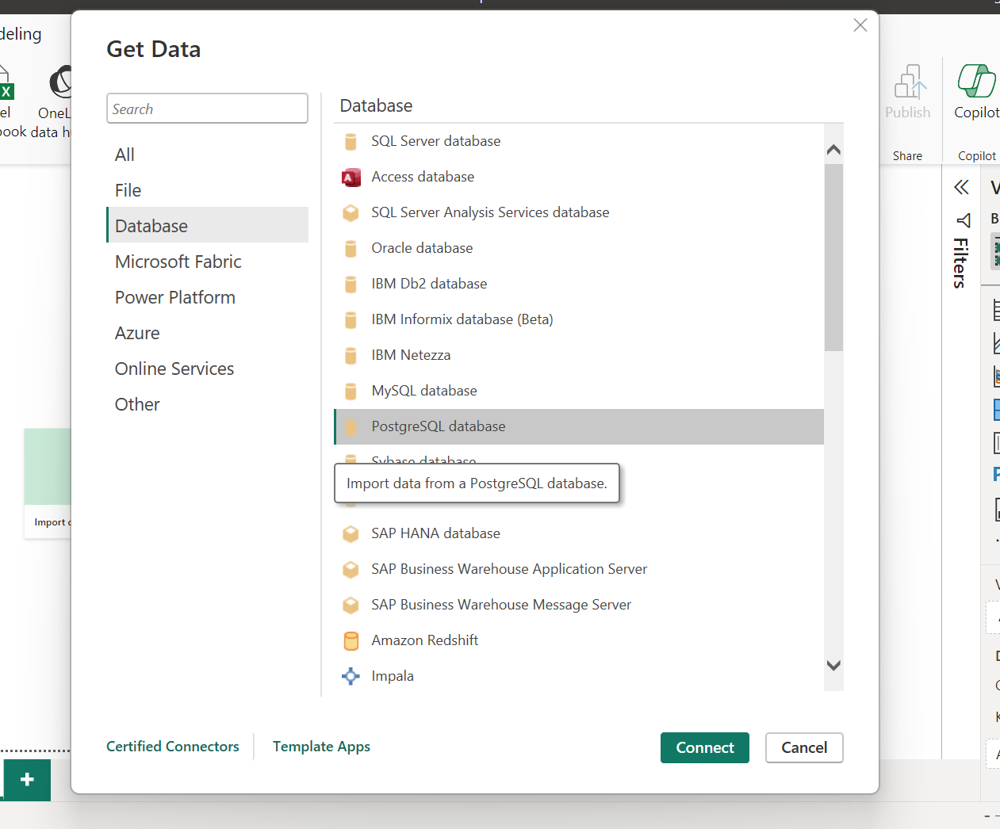 Get Data
deling
el
OneL
ook data h
Search
All
File
Database
Microsoft Fabric
Power Platform
Azure
Online Services
Other
Database
SQL Server database
Access database
SQL Server Analysis Services database
Oracle database
IBM Db2 database
IBM Informix database (Beta)
IBM Netezza
MySQL database
PostgreSQL database
Sybase database
Import data from a PostgreSQL database.
SAP HANA database
SAP Business Warehouse Application Server
SAP Business Warehouse Message Server
Amazon Redshift
Impala
Certified Connectors
Template Apps
Connect
Cancel
Import
Publish
Copilot
Share
Copilot
Filters